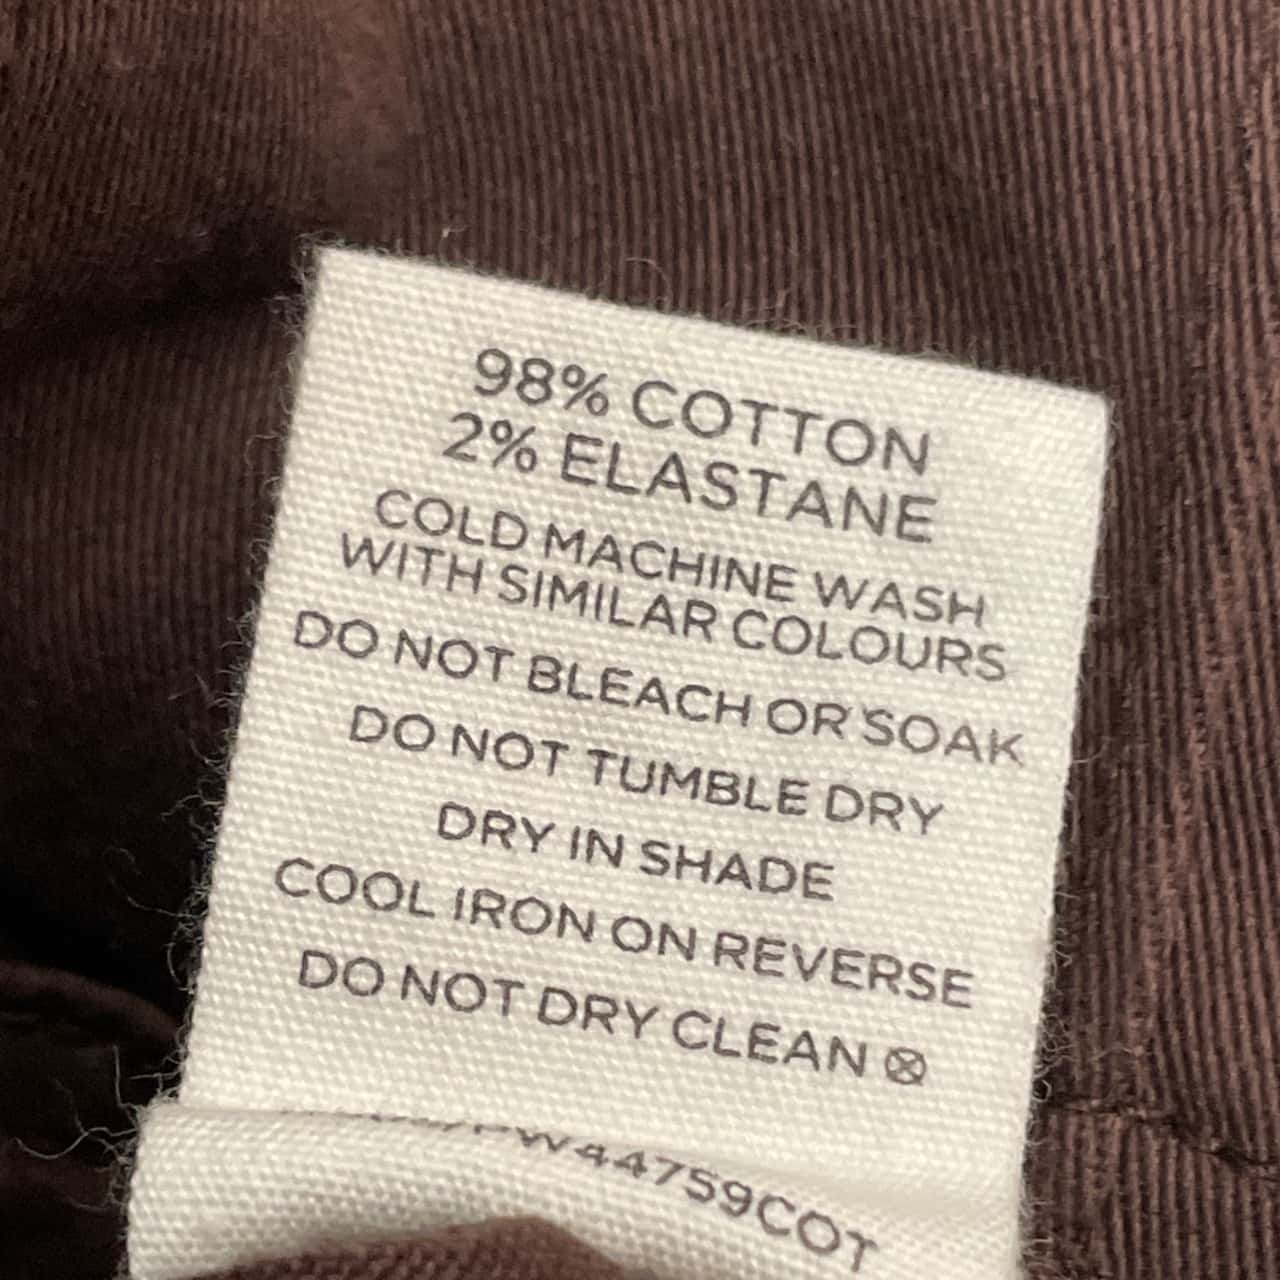 98% COTTON
2% ELASTANE
COLD MACHINE WASH
WITH SIMILAR COLOURS
DO NOT BLEACH OR SOAK
DO NOT TUMBLE DRY
DRY IN SHADE
COOL IRON ON REVERSE
DO NOT DRY CLEAN